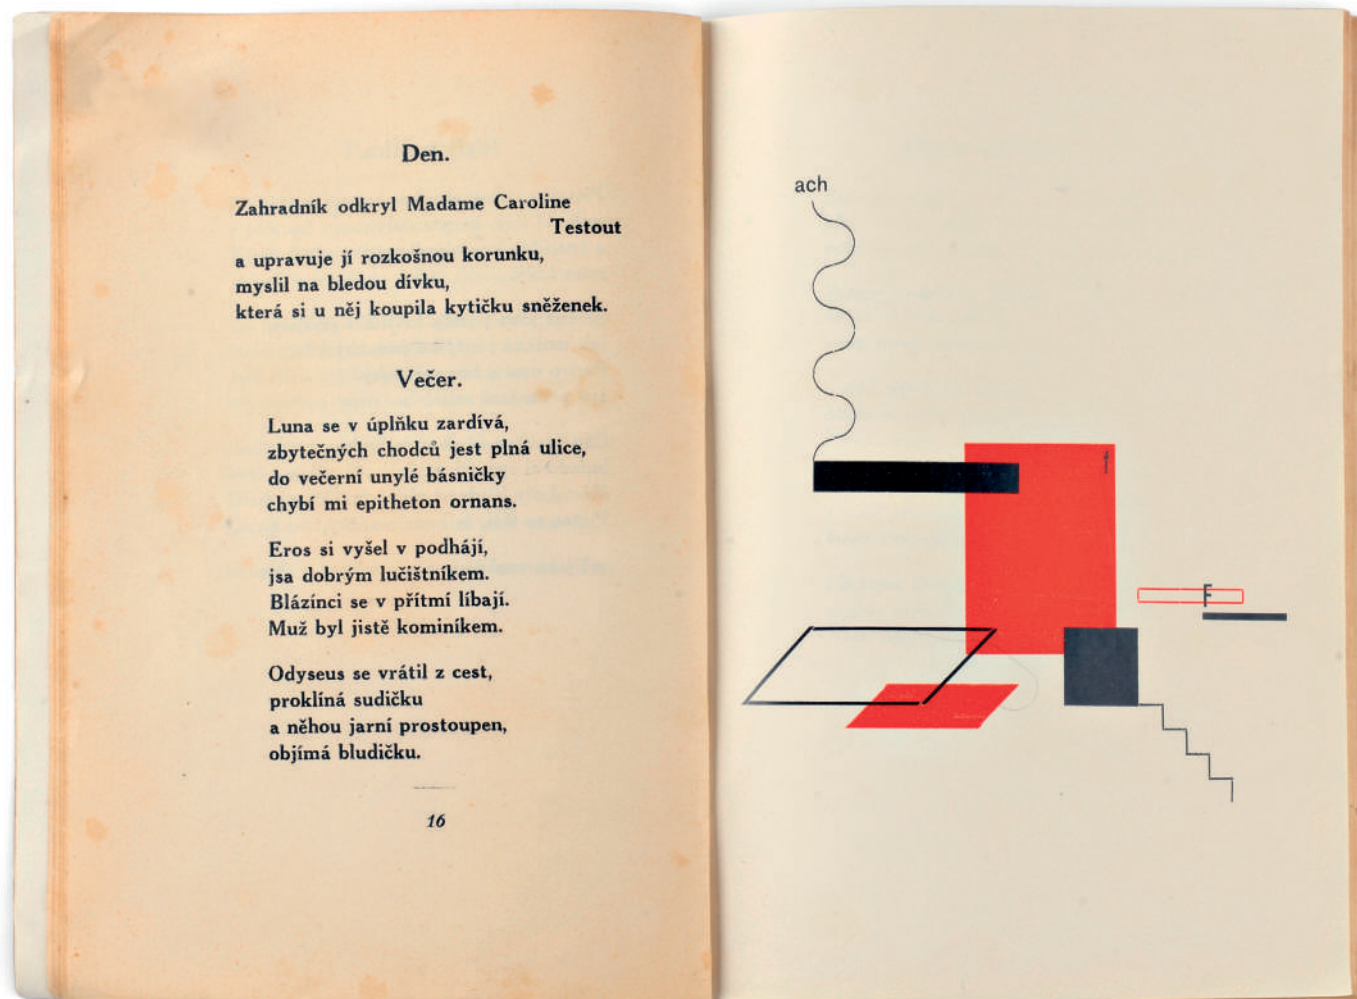 Den.
Zahradník odkryl Madame Caroline
Testout
a upravuje jí rozkošnou korunku,
myslil na bledou dívku,
která si u něj koupila kytičku sněženek.
Večer.
Luna se v úplňku zardívá,
zbytečných chodců jest plná ulice,
do večerní unylé básničky
chybí mi epitheton ornans.
Eros si vyšel v podhájí,
jsa dobrým lučištníkem.
Blázínci se v přítmí líbají.
Muž byl jistě kominíkem.
Odyseus se vrátil z cest,
proklíná sudičku
a něhou jarní prostoupen,
objímá bludičku.
16
ach
F